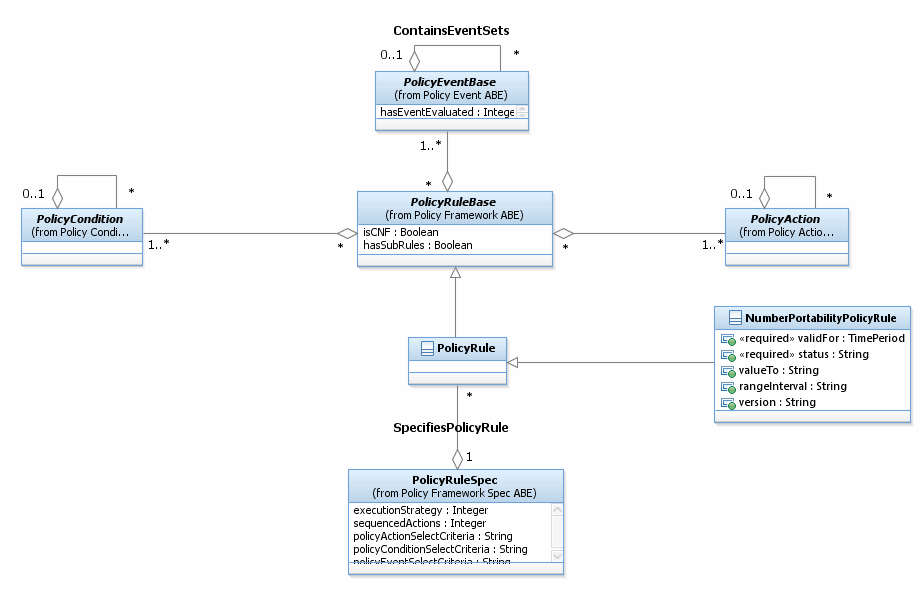 ContainsEventSets
0..1
*
PolicyEventBase
(from Policy Event ABE)
hasEventEvaluated : Intege
1..*
*
0..1
*
PolicyCondition
(from Policy Condi...
1..*
*
PolicyRuleBase
(from Policy Framework ABE)
isCNF : Boolean
hasSubRules : Boolean
0..1
*
PolicyAction
(from Policy Actio...
*
1..*
PolicyRule
NumberPortabilityPolicyRule
«required» validFor : TimePeriod
«required» status : String
valueTo : String
rangeInterval : String
version : String
*
SpecifiesPolicyRule
1
PolicyRuleSpec
(from Policy Framework Spec ABE)
executionStrategy : Integer
sequencedActions : Integer
policyActionSelectCriteria : String
policyConditionSelectCriteria : String
policyEventSelectCriteria : String